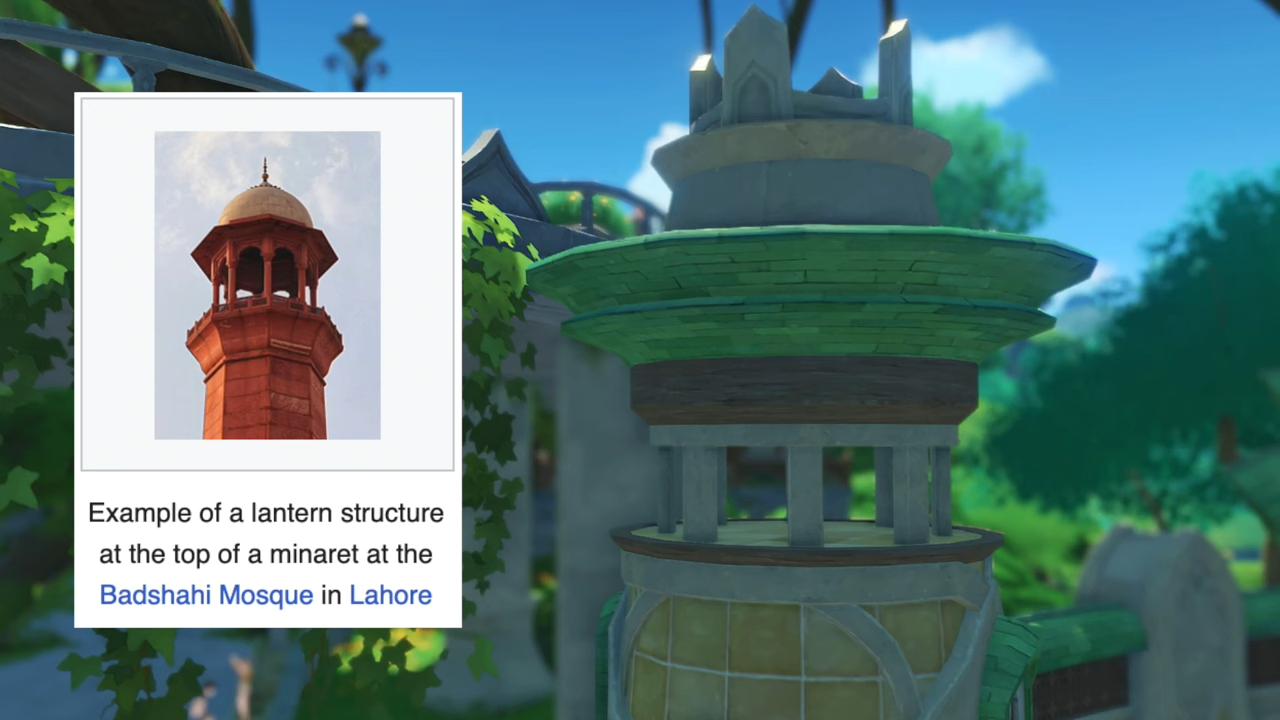 Example of a lantern structure
at the top of a minaret at the
Badshahi Mosque in Lahore